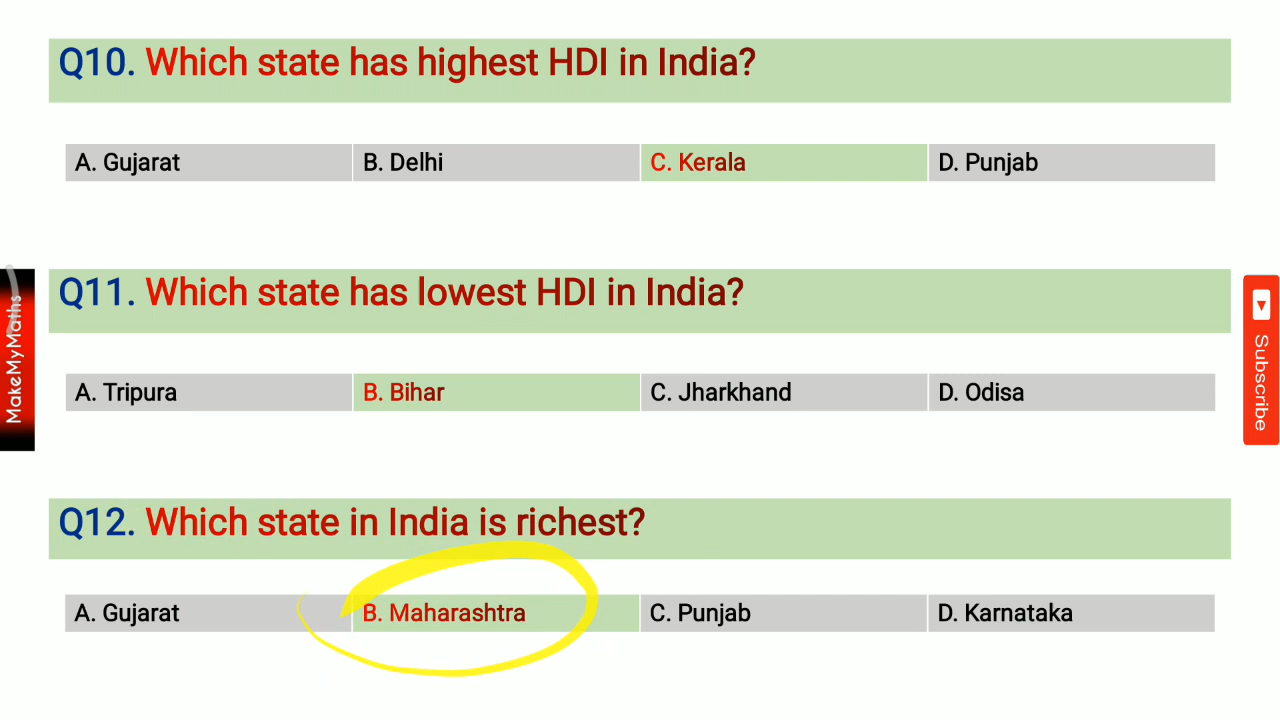 Q10. Which state has highest HDI in India?
A. Gujarat B. Delhi C. Kerala D. Punjab
MakeMyMaths
Q11. Which state has lowest HDI in India?
Subscribe
A. Tripura B. Bihar C. Jharkhand D. Odisa
Q12. Which state in India is richest?
A. Gujarat B. Maharashtra C. Punjab D. Karnataka